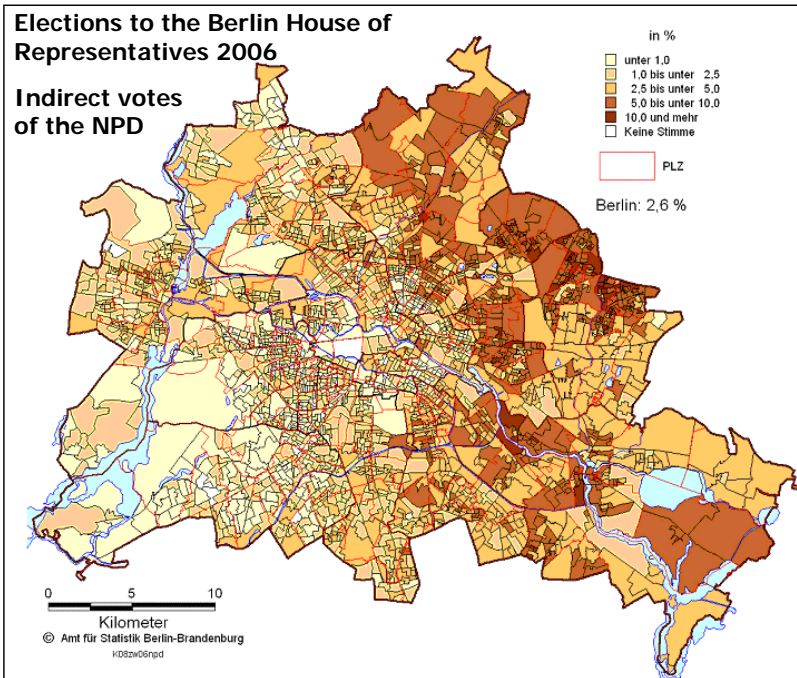 Elections to the Berlin House of
Representatives 2006
Indirect votes
of the NPD
in %
unter 1,0
1,0 bis unter 2,5
2,5 bis unter 5,0
5,0 bis unter 10,0
10,0 und mehr
Keine Stimme
PLZ
Berlin: 2,6 %
0 5 10
Kilometer
© Amt für Statistik Berlin-Brandenburg
K08zw06npd